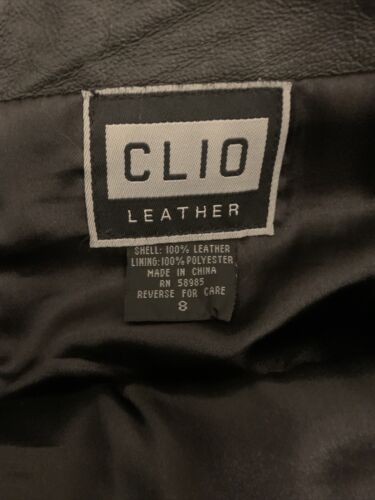 CLIO
LEATHER
SHELL: 100% LEATHER
LINING: 100% POLYESTER
MADE IN CHINA
RN 58985
REVERSE FOR CARE
8